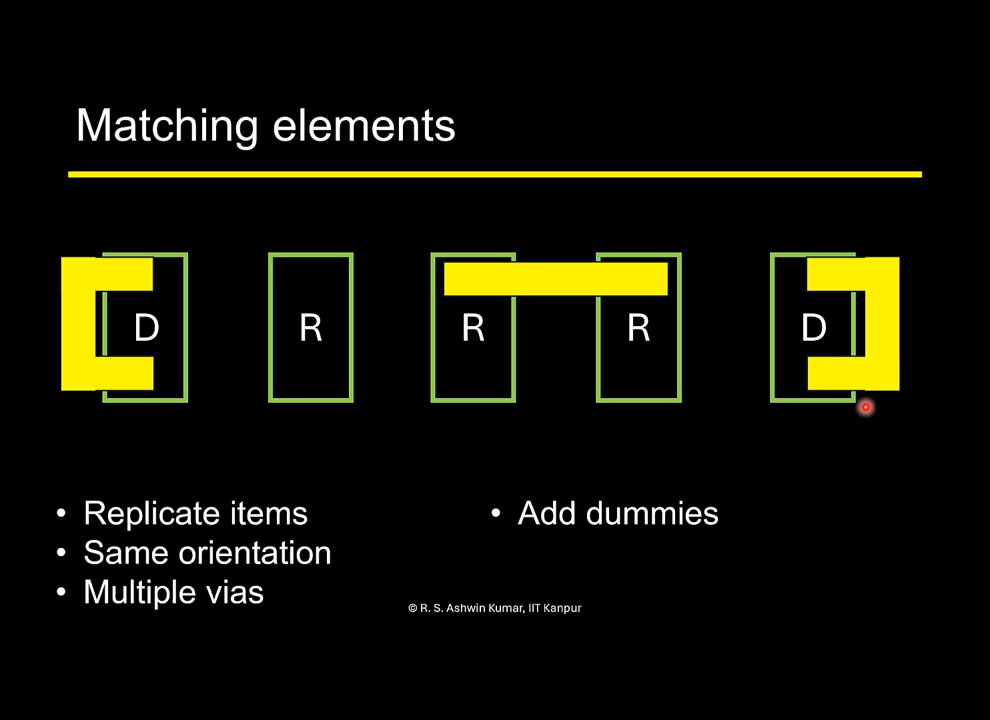 Matching elements
D R R R D
• Replicate items
• Same orientation
• Multiple vias
• Add dummies
© R. S. Ashwin Kumar, IIT Kanpur